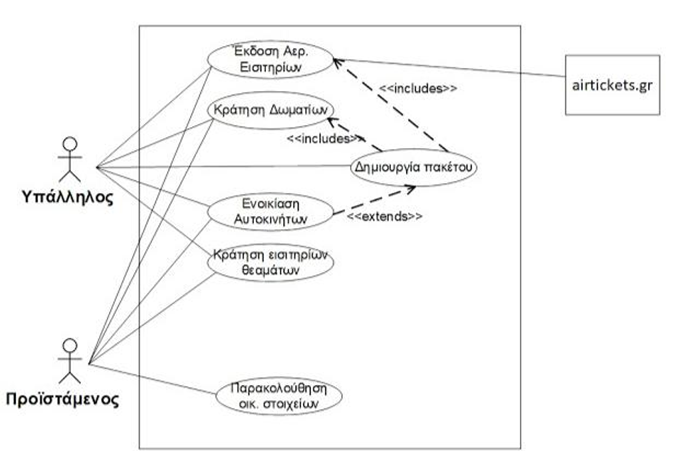 Έκδοση Αερ.
Εισιτηρίων
airtickets.gr
<<includes>>
Κράτηση Δωματίων
<<includes>>
Δημιουργία πακέτου
Υπάλληλος
Ενοικίαση
Αυτοκινήτων
<<extends>>
Κράτηση εισιτηρίων
θεαμάτων
Προϊστάμενος
Παρακολούθηση
οικ. στοιχείων